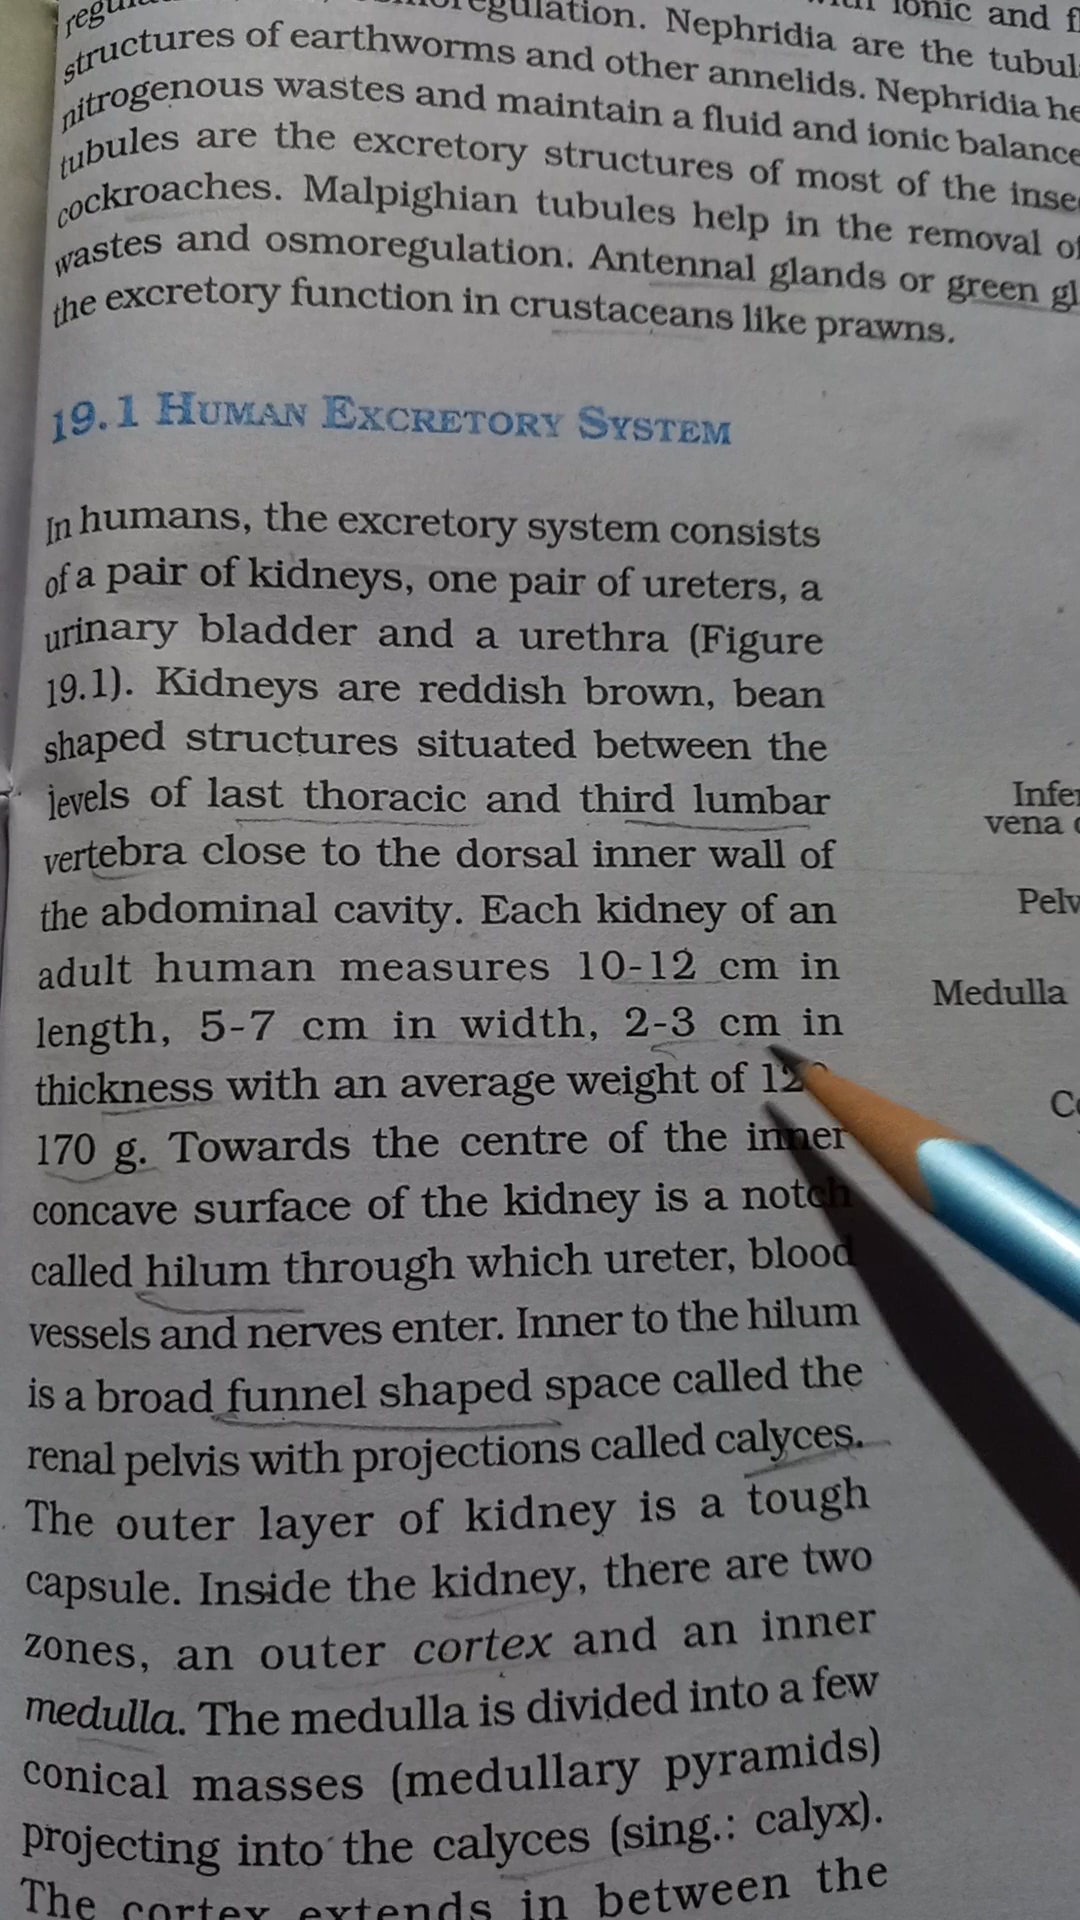 regulation. Nephridia are the
structures of earthworms and other annelids. Nephridia
nitrogenous wastes and maintain a fluid and ionic balance
tubules are the excretory structures of most of the
cockroaches. Malpighian tubules help in the removal
wastes and osmoregulation. Antennal glands or green
the excretory function in crustaceans like prawns.
19.1 HUMAN EXCRETORY SYSTEM
In humans, the excretory system consists
of a pair of kidneys, one pair of ureters, a
urinary bladder and a urethra (Figure
19.1). Kidneys are reddish brown, bean
shaped structures situated between the
levels of last thoracic and third lumbar
vertebra close to the dorsal inner wall of
the abdominal cavity. Each kidney of an
adult human measures 10-12 cm in
length, 5-7 cm in width, 2-3 cm in
thickness with an average weight of
170 g. Towards the centre of the inner
concave surface of the kidney is a notch
called hilum through which ureter, blood
vessels and nerves enter. Inner to the hilum
is a broad funnel shaped space called the
renal pelvis with projections called calyces.
The outer layer of kidney is a tough
capsule. Inside the kidney, there are two
zones, an outer cortex and an inner
medulla. The medulla is divided into a few
conical masses (medullary pyramids)
projecting into the calyces (sing.: calyx).
The cortex extends in between the
vena
Medulla